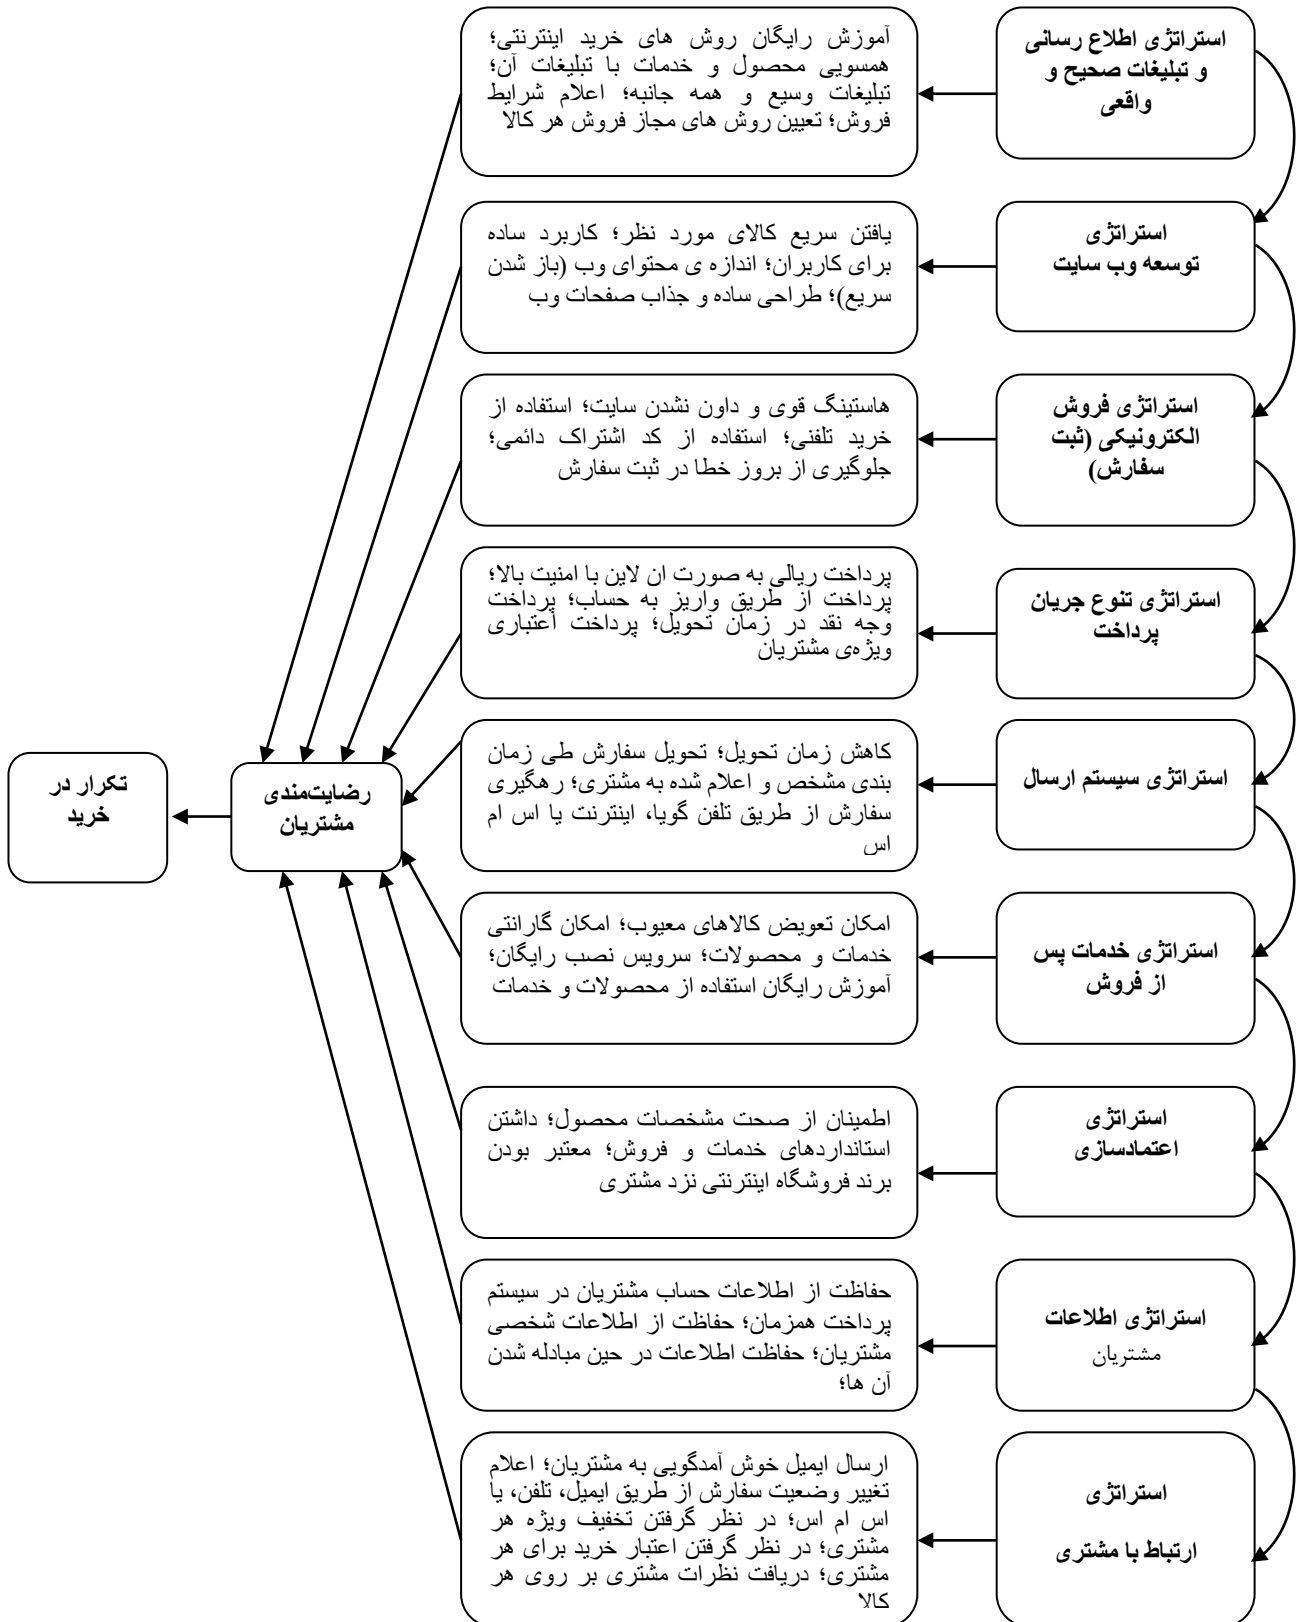 استراتژی اطلاع رسانی
و تبلیغات صحیح و
واقعی
آموزش رایگان روش های خرید اینترنتی؛
همسویی محصول و خدمات با تبلیغات آن؛
تبلیغات وسیع و همه جانبه؛ اعلام شرایط
فروش؛ تعیین روش های مجاز فروش هر کالا
استراتژی
توسعه وب سایت
یافتن سریع کالای مورد نظر؛ کاربرد ساده
برای کاربران؛ اندازه ی محتوای وب (باز شدن
سریع)؛ طراحی ساده و جذاب صفحات وب
استراتژی فروش
الکترونیکی (ثبت
سفارش)
هاستینگ قوی و داون نشدن سایت؛ استفاده از
خرید تلفنی؛ استفاده از کد اشتراک دائمی؛
جلوگیری از بروز خطا در ثبت سفارش
استراتژی تنوع جریان
پرداخت
پرداخت ریالی به صورت ان لاین با امنیت بالا؛
پرداخت از طریق واریز به حساب؛ پرداخت
وجه نقد در زمان تحویل؛ پرداخت اعتباری
ویژه‌ی مشتریان
استراتژی سیستم ارسال
کاهش زمان تحویل؛ تحویل سفارش طی زمان
بندی مشخص و اعلام شده به مشتری؛ رهگیری
سفارش از طریق تلفن گویا، اینترنت یا اس ام
اس
رضایت‌مندی
مشتریان
تکرار در
خرید
استراتژی خدمات پس
از فروش
امکان تعویض کالاهای معیوب؛ امکان گارانتی
خدمات و محصولات؛ سرویس نصب رایگان؛
آموزش رایگان استفاده از محصولات و خدمات
استراتژی
اعتمادسازی
اطمینان از صحت مشخصات محصول؛ داشتن
استانداردهای خدمات و فروش؛ معتبر بودن
برند فروشگاه اینترنتی نزد مشتری
استراتژی اطلاعات
مشتریان
حفاظت از اطلاعات حساب مشتریان در سیستم
پرداخت همزمان؛ حفاظت از اطلاعات شخصی
مشتریان؛ حفاظت اطلاعات در حین مبادله شدن
آن ها؛
استراتژی
ارتباط با مشتری
ارسال ایمیل خوش آمدگویی به مشتریان؛ اعلام
تغییر وضعیت سفارش از طریق ایمیل، تلفن، یا
اس ام اس؛ در نظر گرفتن تخفیف ویژه هر
مشتری؛ در نظر گرفتن اعتبار خرید برای هر
مشتری؛ دریافت نظرات مشتری بر روی هر
کالا